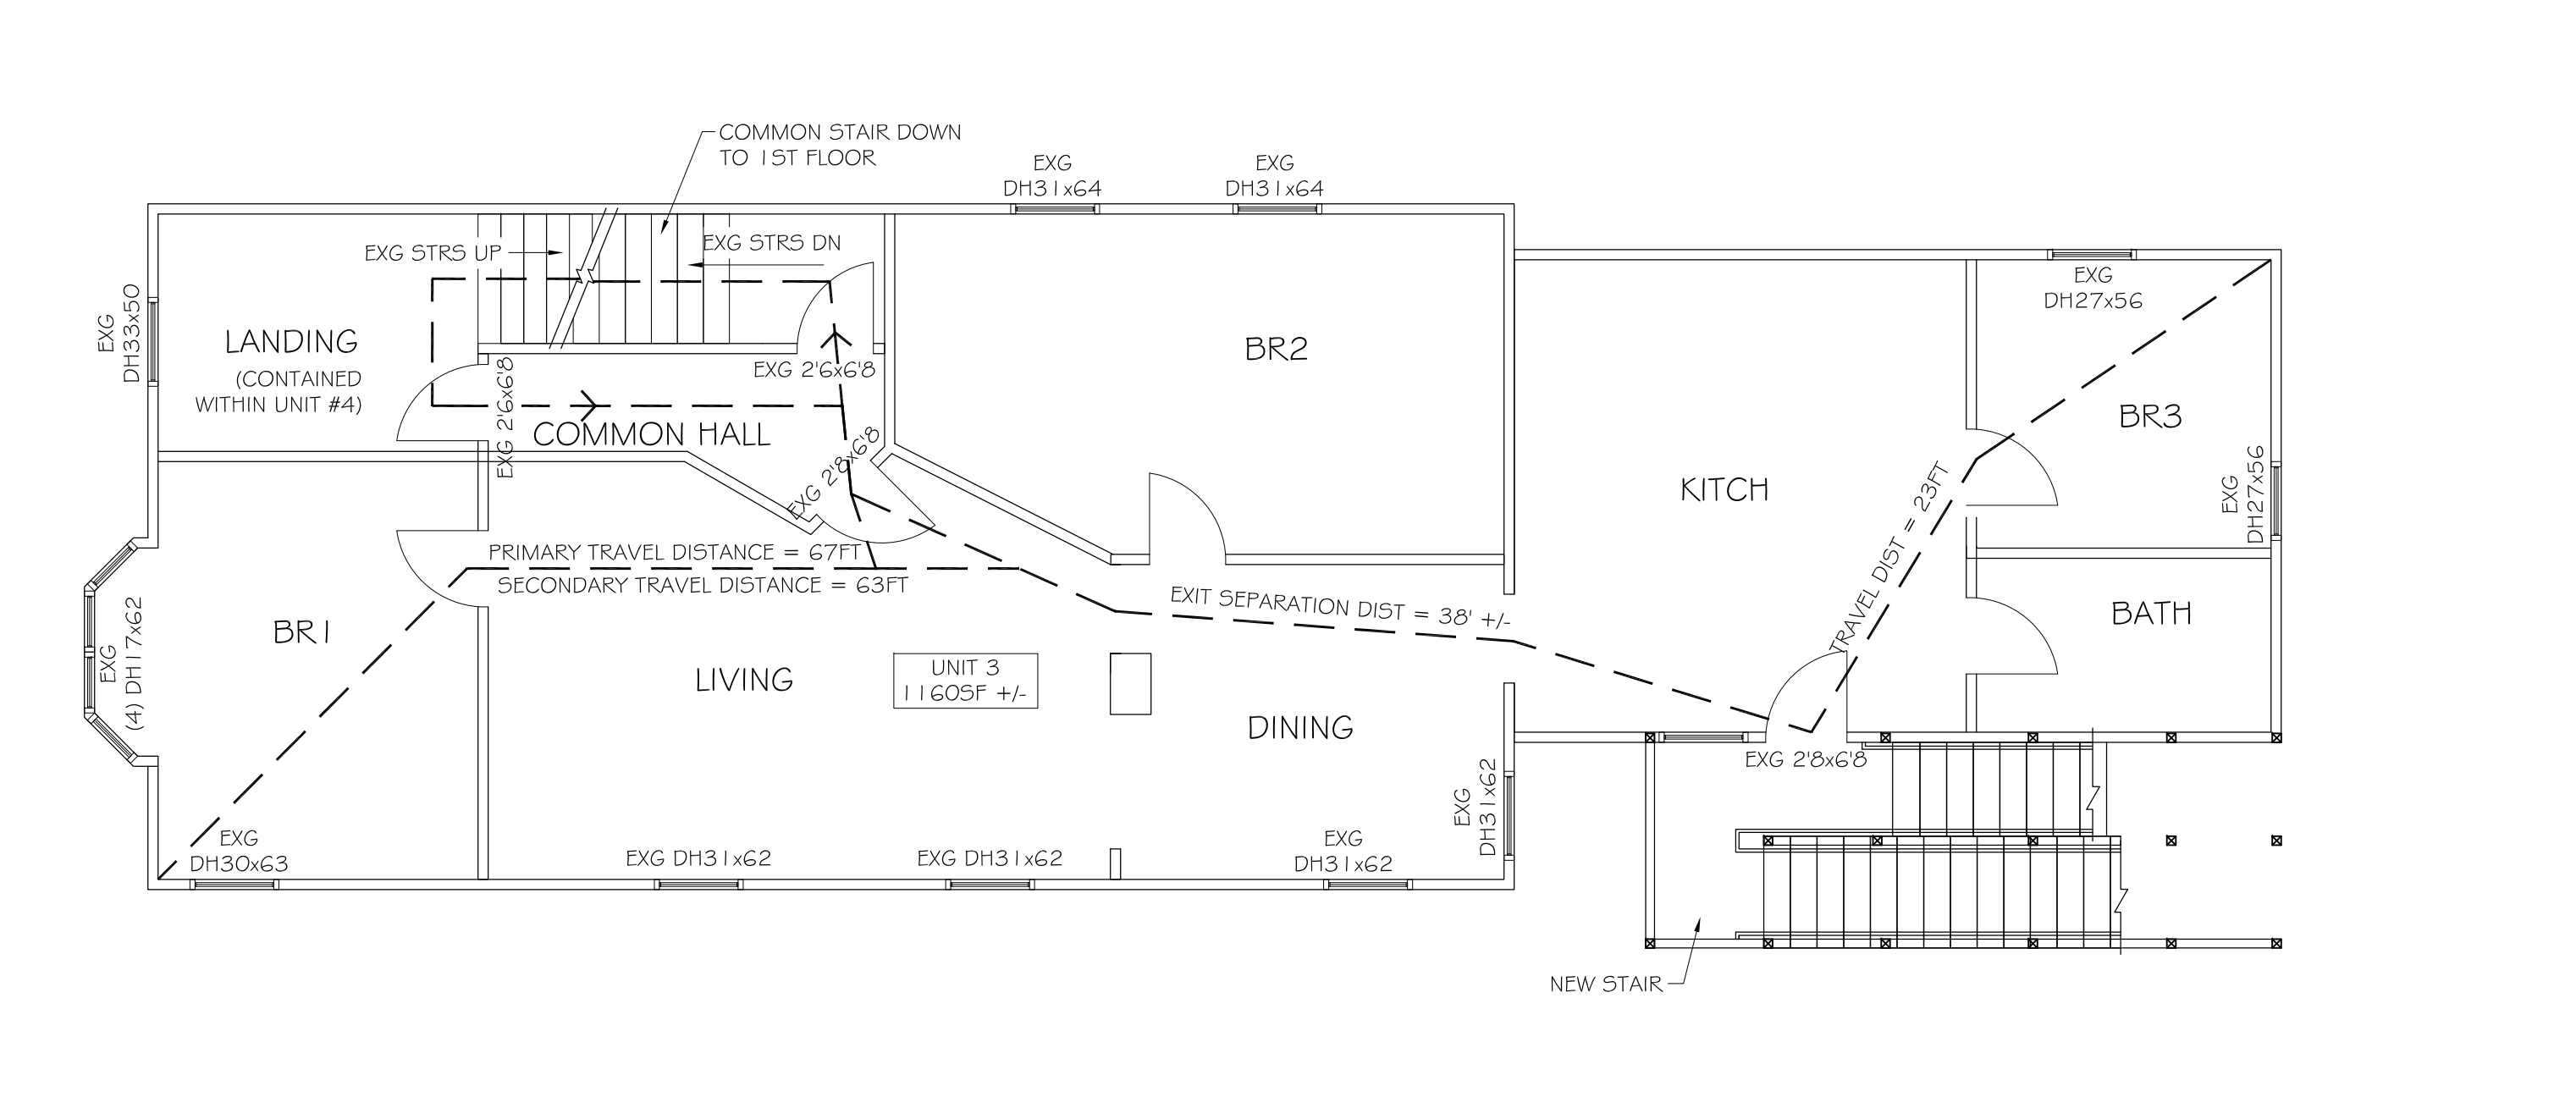 COMMON STAIR DOWN
TO 1ST FLOOR
EXG
DH31x64
EXG
DH31x64
EXG STRS UP
EXG STRS DN
EXG
DH33x50
LANDING
(CONTAINED
WITHIN UNIT #4)
EXG 2'6x6'8
EXG 2'6x6'8
COMMON HALL
EXG 2'8x6'8
BR2
EXG
DH27x56
BR3
EXG
DH27x56
KITCH
TRAVEL DIST = 23FT
PRIMARY TRAVEL DISTANCE = 67FT
SECONDARY TRAVEL DISTANCE = 63FT
EXIT SEPARATION DIST = 38' +/-
BATH
EXG
(4) DH17x62
BR1
LIVING
UNIT 3
1160SF +/-
DINING
EXG 2'8x6'8
EXG
DH31x62
EXG
DH30x63
EXG DH31x62
EXG DH31x62
EXG
DH31x62
NEW STAIR